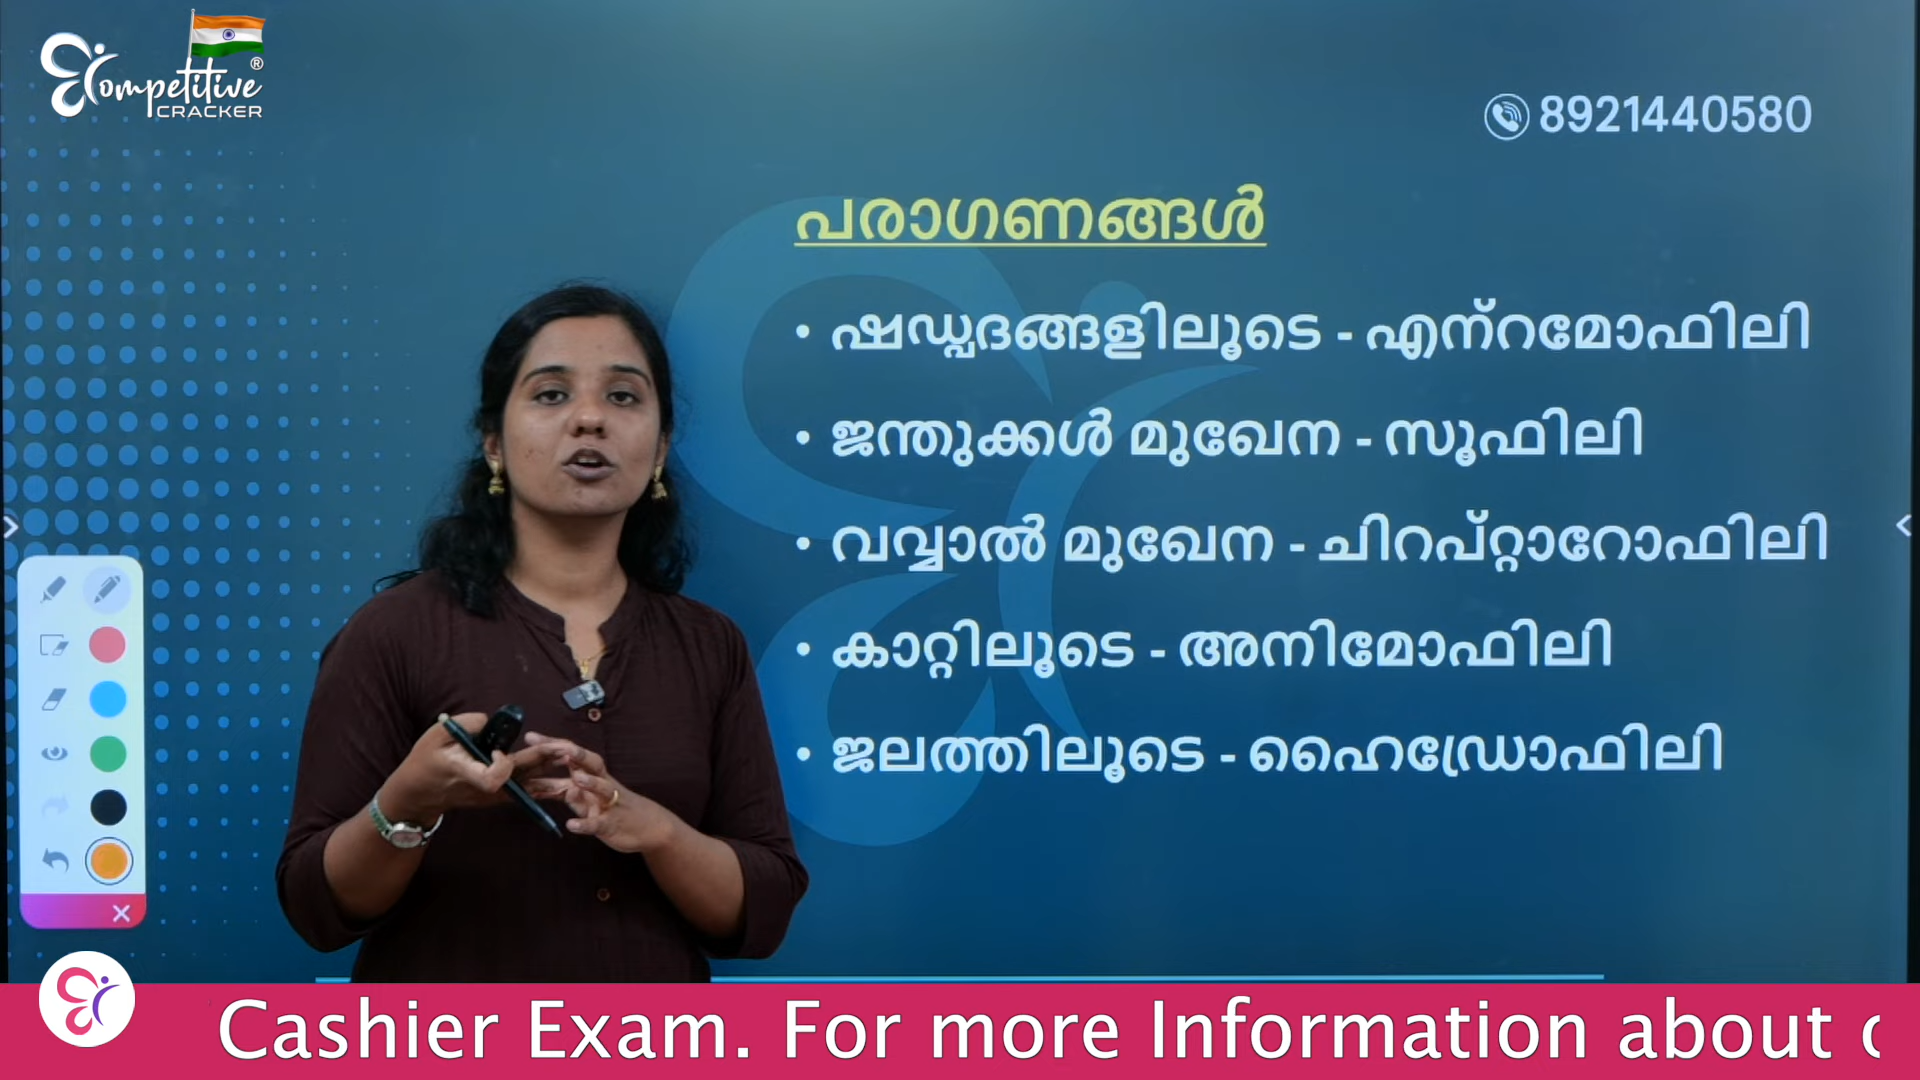 Competitive®
CRACKER
8921440580
പരാഗണങ്ങൾ
• ഷഡ്പദങ്ങളിലൂടെ - എന്റമോഫിലി
• ജന്തുക്കൾ മുഖേന - സൂഫിലി
• വവ്വാൽ മുഖേന - ചിറപ്റ്റാറോഫിലി
• കാറ്റിലൂടെ - അനിമോഫിലി
• ജലത്തിലൂടെ - ഹൈഡ്രോഫിലി
Cashier Exam. For more Information about